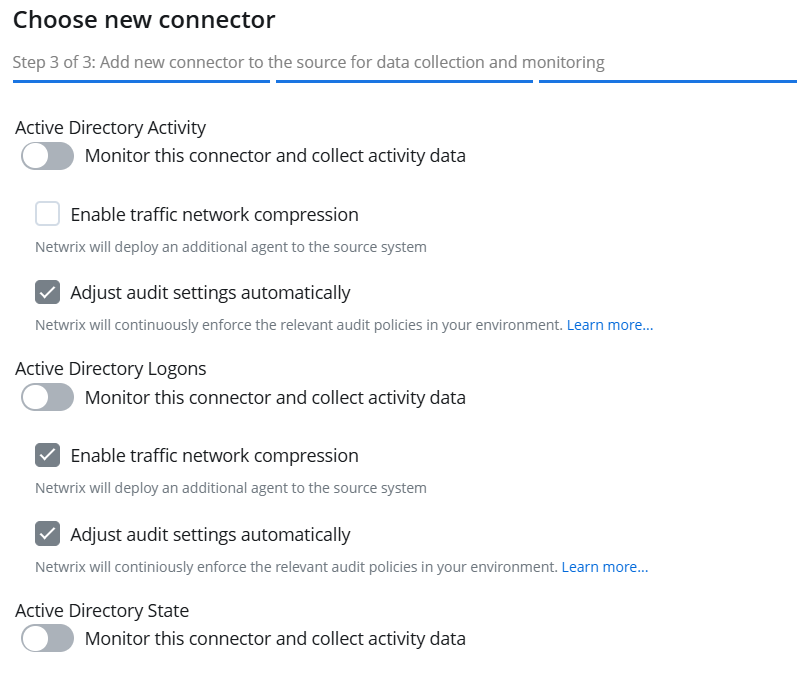 Choose new connector
Step 3 of 3: Add new connector to the source for data collection and monitoring
Active Directory Activity
Monitor this connector and collect activity data
Enable traffic network compression
Netwrix will deploy an additional agent to the source system
Adjust audit settings automatically
Netwrix will continuously enforce the relevant audit policies in your environment. Learn more...
Active Directory Logons
Monitor this connector and collect activity data
Enable traffic network compression
Netwrix will deploy an additional agent to the source system
Adjust audit settings automatically
Netwrix will continiously enforce the relevant audit policies in your environment. Learn more...
Active Directory State
Monitor this connector and collect activity data